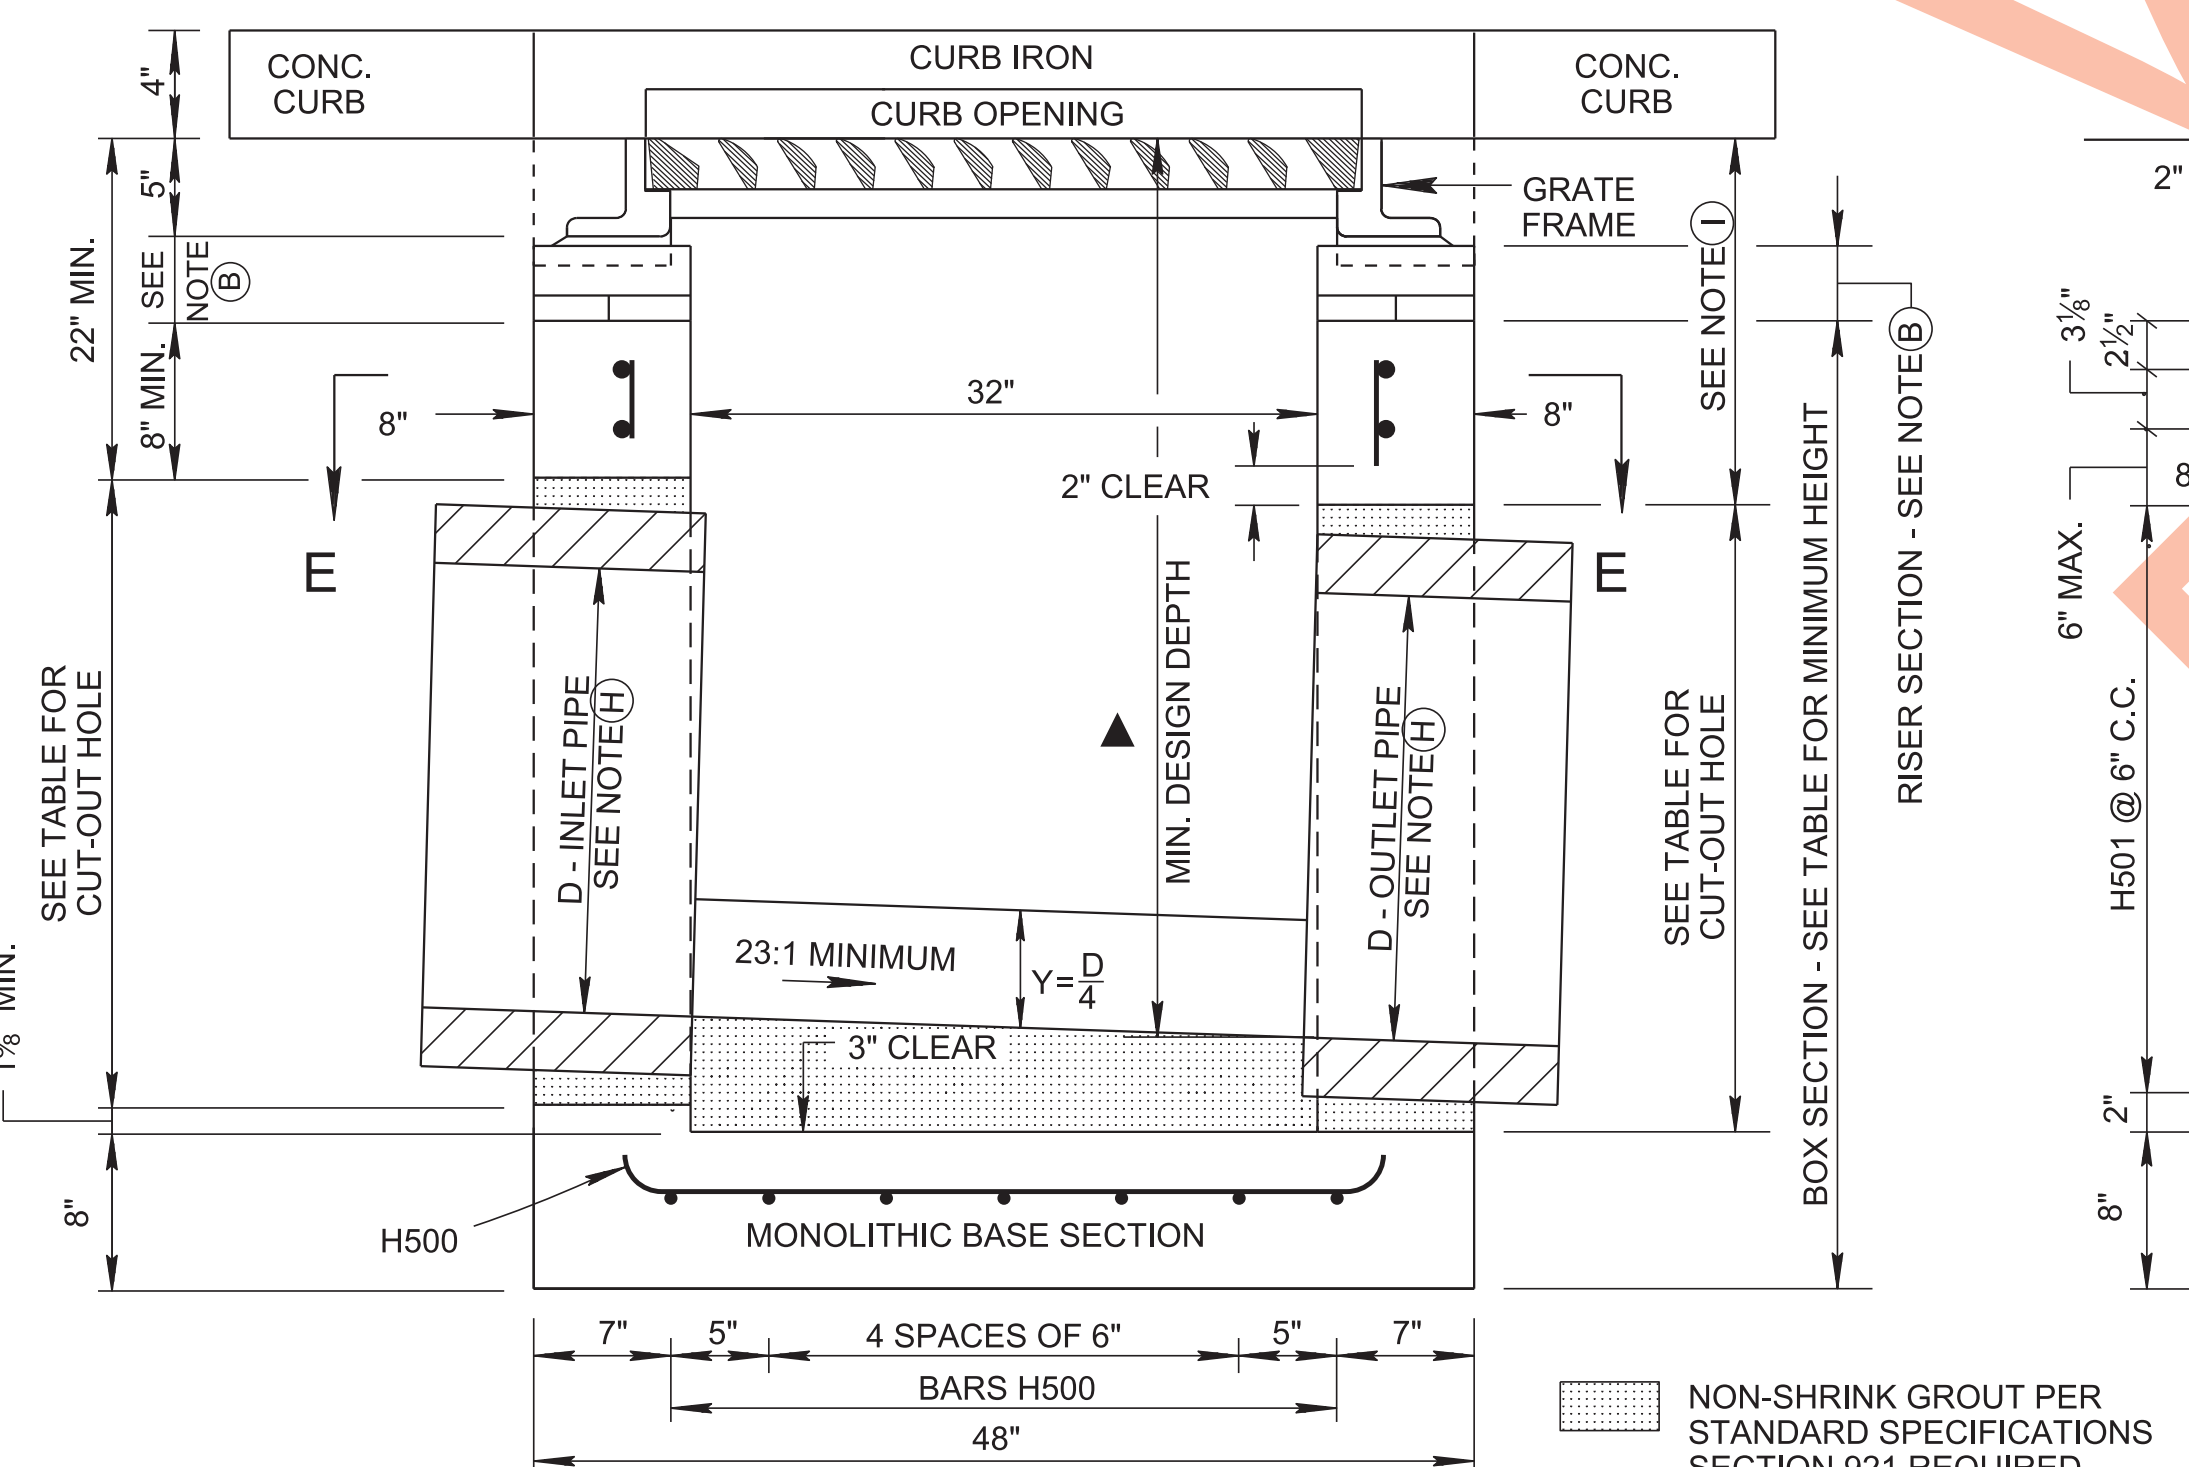 CURB IRON
CONC.
CURB
CONC.
CURB
CURB OPENING
4"
5"
22" MIN.
SEE
NOTE
B
8" MIN.
GRATE
FRAME
SEE NOTE I
8"
32"
8"
2" CLEAR
E
E
SEE TABLE FOR
CUT-OUT HOLE
D - INLET PIPE
SEE NOTE H
MIN. DESIGN DEPTH
D - OUTLET PIPE
SEE NOTE H
SEE TABLE FOR
CUT-OUT HOLE
BOX SECTION - SEE TABLE FOR MINIMUM HEIGHT
RISER SECTION - SEE NOTE B
23:1 MINIMUM
Y=D/4
3" CLEAR
MIN.
8"
H500
MONOLITHIC BASE SECTION
7"
5"
4 SPACES OF 6"
5"
7"
BARS H500
48"
2"
3⅛"
2½"
8
6" MAX.
H501 @ 6" C.C.
2"
8"
NON-SHRINK GROUT PER
STANDARD SPECIFICATIONS
SECTION 921 REQUIRED